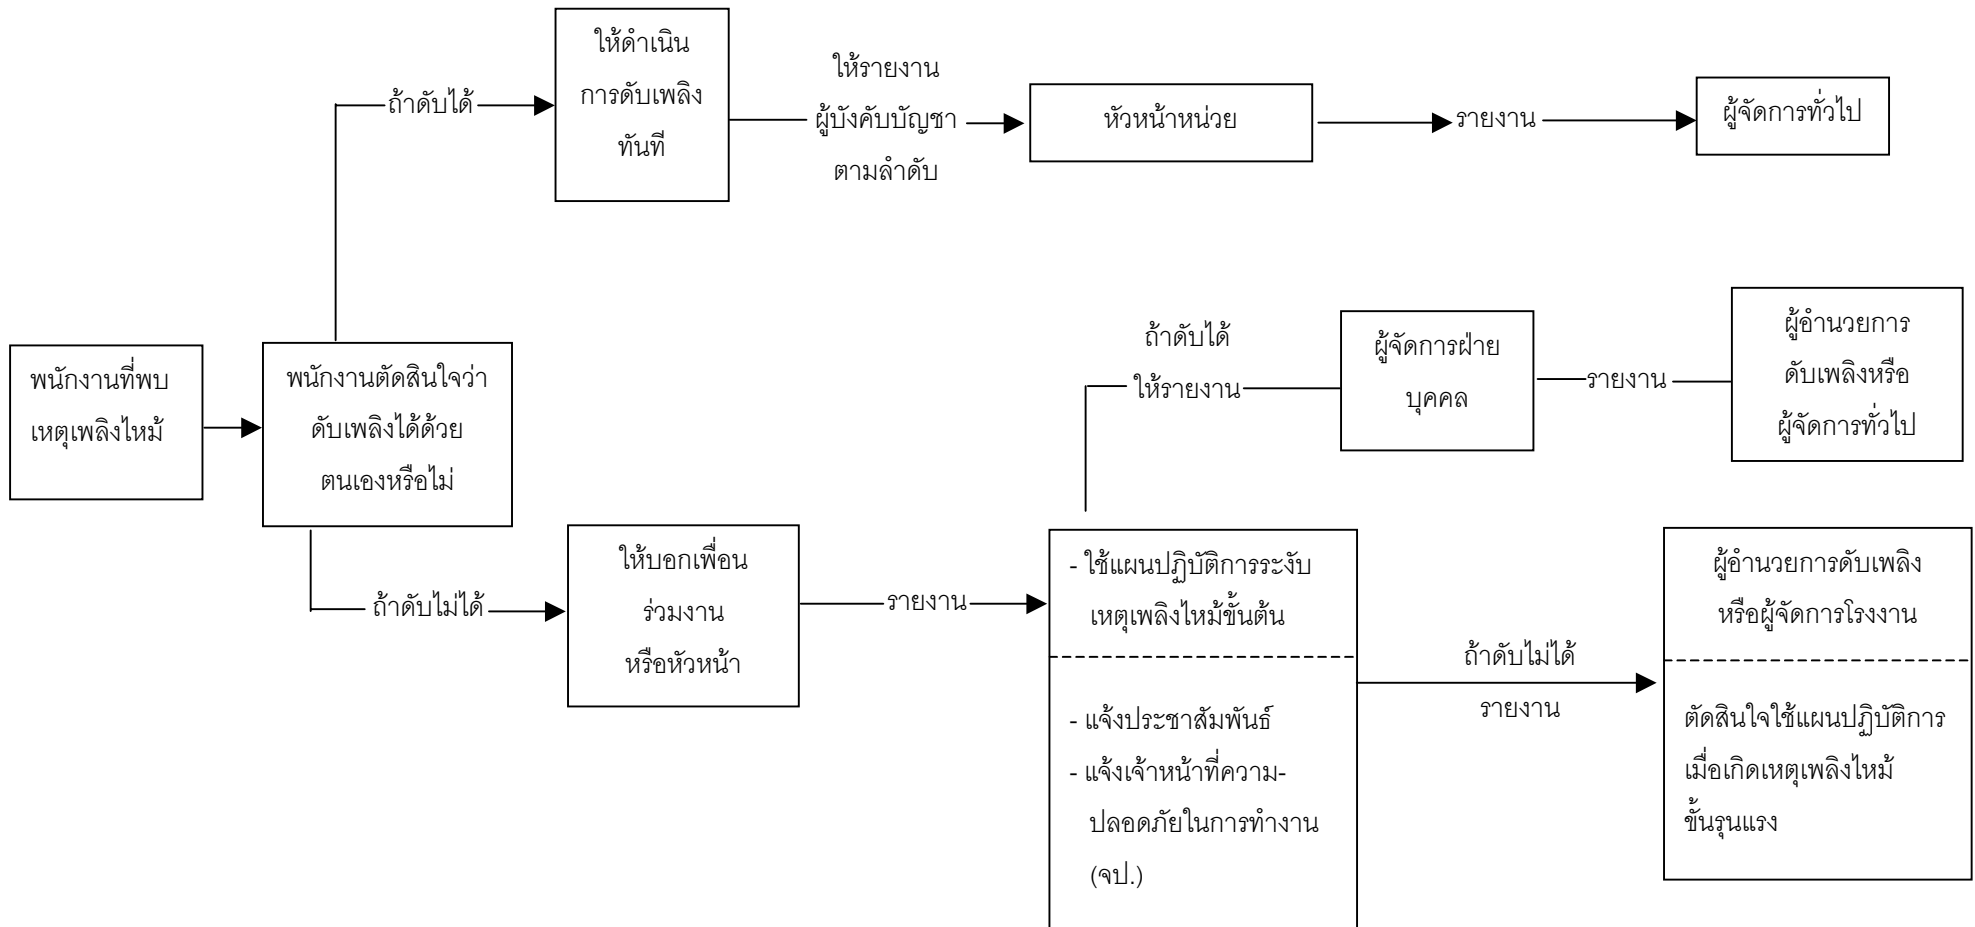 ให้ดำเนิน
การดับเพลิง
ทันที
ถ้าดับได้
ให้รายงาน
ผู้บังคับบัญชา
ตามลำดับ
หัวหน้าหน่วย
รายงาน
ผู้จัดการทั่วไป
พนักงานที่พบ
เหตุเพลิงไหม้
พนักงานตัดสินใจว่า
ดับเพลิงได้ด้วย
ตนเองหรือไม่
ถ้าดับได้
ให้รายงาน
ผู้จัดการฝ่าย
บุคคล
รายงาน
ผู้อำนวยการ
ดับเพลิงหรือ
ผู้จัดการทั่วไป
ถ้าดับไม่ได้
ให้บอกเพื่อน
ร่วมงาน
หรือหัวหน้า
รายงาน
- ใช้แผนปฏิบัติการระงับ
เหตุเพลิงไหม้ขั้นต้น
- แจ้งประชาสัมพันธ์
- แจ้งเจ้าหน้าที่ความ-
ปลอดภัยในการทำงาน
(จป.)
ถ้าดับไม่ได้
รายงาน
ผู้อำนวยการดับเพลิง
หรือผู้จัดการโรงงาน
ตัดสินใจใช้แผนปฏิบัติการ
เมื่อเกิดเหตุเพลิงไหม้
ขั้นรุนแรง